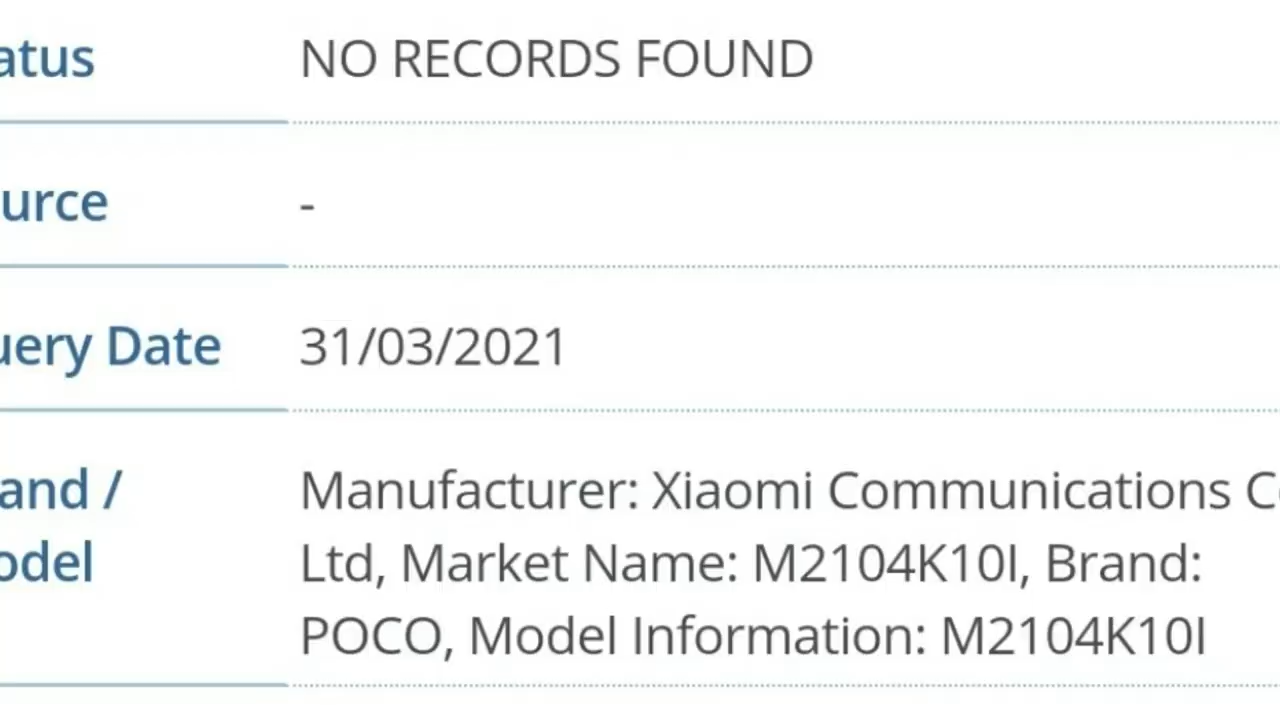 atus NO RECORDS FOUND
urce -
uery Date 31/03/2021
and / Manufacturer: Xiaomi Communications C
odel Ltd, Market Name: M2104K10I, Brand:
POCO, Model Information: M2104K10I